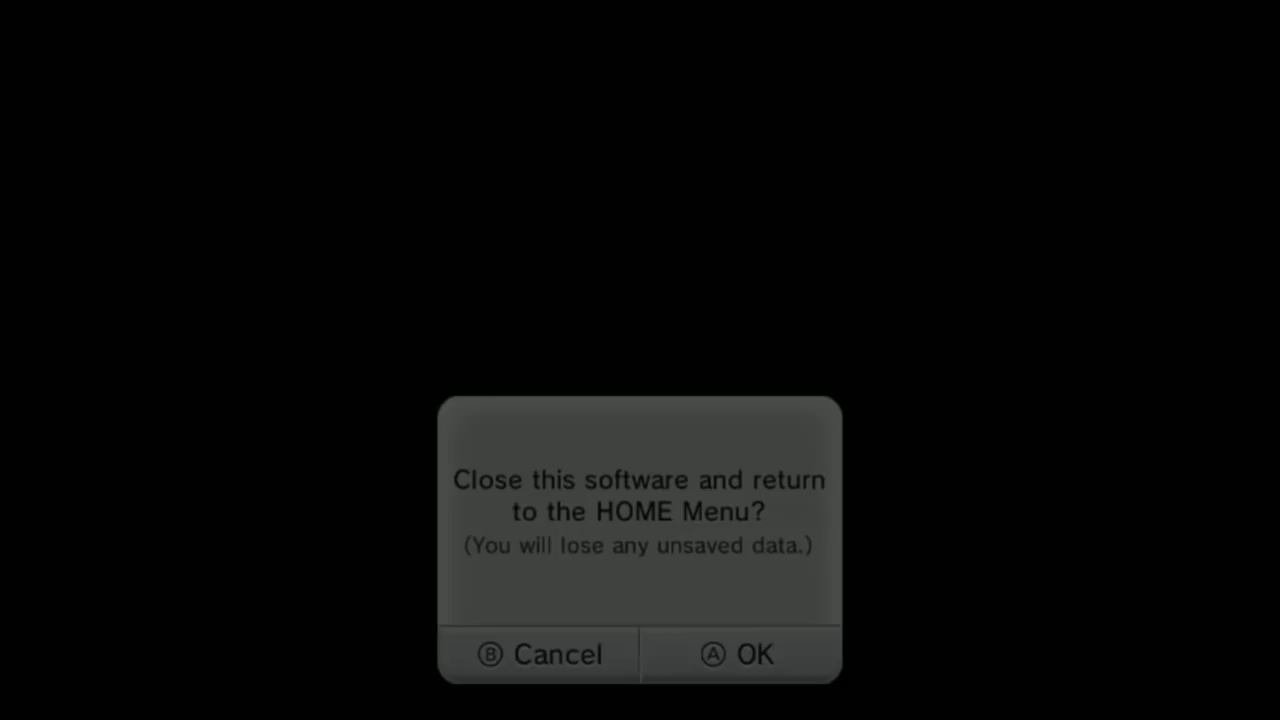 Close this software and return
to the HOME Menu?
(You will lose any unsaved data.)
Ⓑ Cancel Ⓐ OK